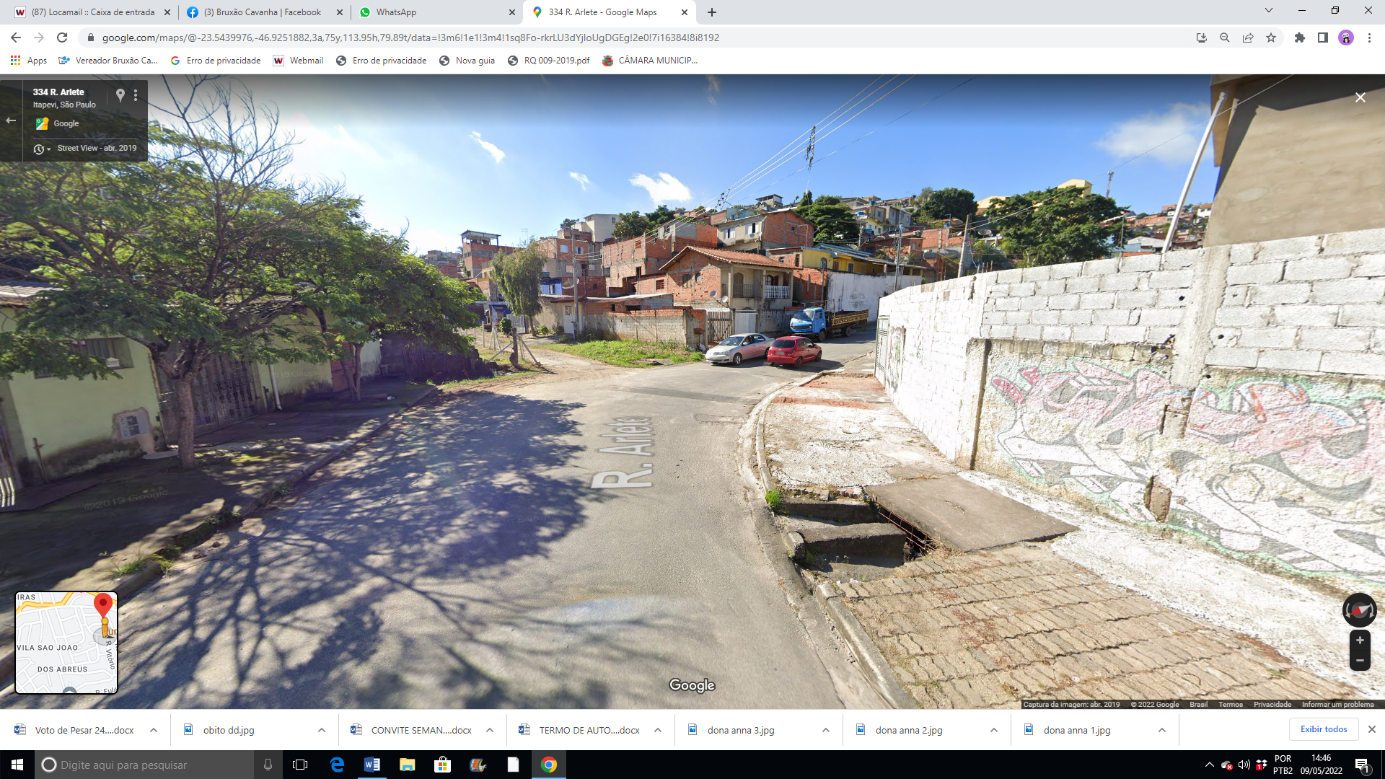 (87) Locamail :: Caixa de entrada
(3) Bruxão Cavanha | Facebook
WhatsApp
334 R. Arlete - Google Maps
google.com/maps/@-23.5439976,-46.9251882,3a,75y,113.95h,79.89t/data=!3m6!1e1!3m4!1sq8Fo-rkrLU3dYjIoUgDGEg!2e0!7i16384!8i8192
Apps
Vereador Bruxão Ca...
Erro de privacidade
Webmail
Erro de privacidade
Nova guia
RQ 009-2019.pdf
CÂMARA MUNICIP...
334 R. Arlete
Itapevi, São Paulo
Google
Street View - abr. 2019
R. Arlete
IRAS
VILA SAO JOAO
DOS ABREUS
Google
Captura da imagem: abr. 2019 © 2022 Google Brasil Termos Privacidade Informar um problema
Voto de Pesar 24....docx
obito dd.jpg
CONVITE SEMAN....docx
TERMO DE AUTO....docx
dona anna 3.jpg
dona anna 2.jpg
dona anna 1.jpg
Exibir todos
Digite aqui para pesquisar
POR
PTB2
14:46
09/05/2022
1